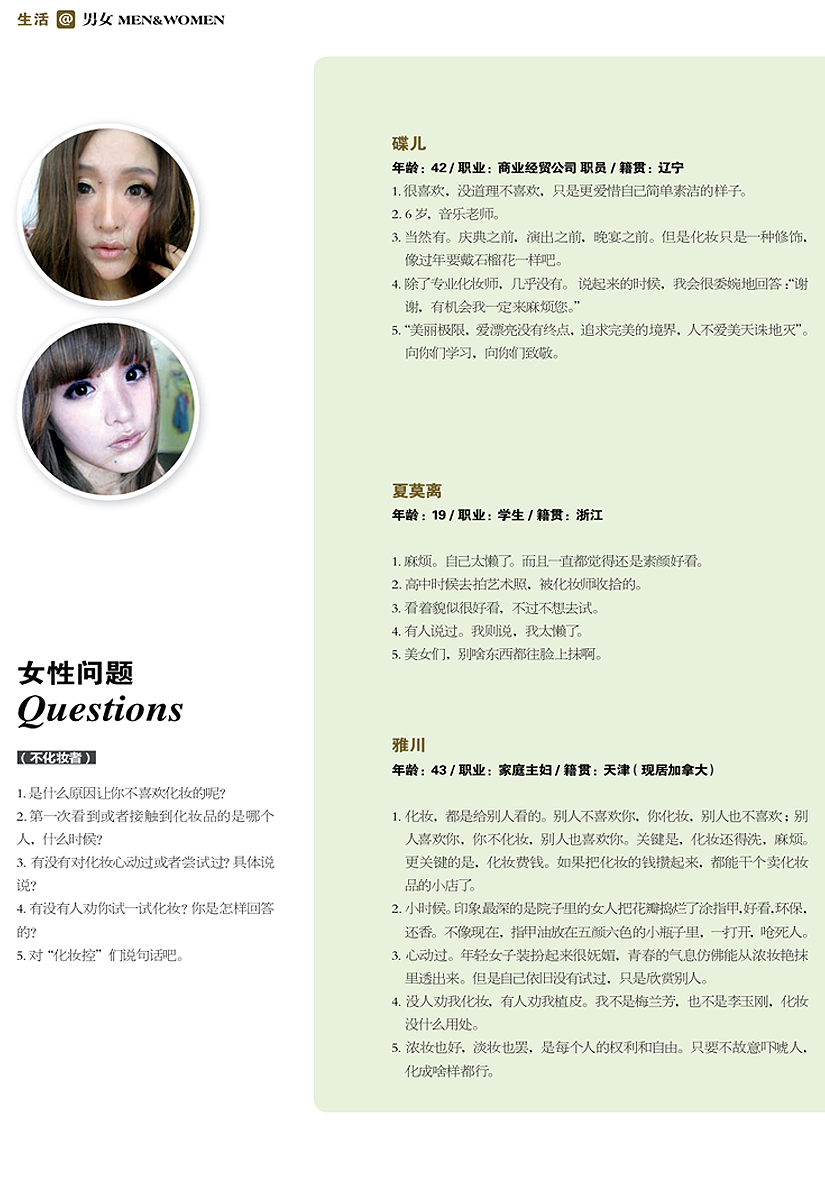 生活 @ 男女 MEN&WOMEN
女性问题
Questions
（不化妆者）
1. 是什么原因让你不喜欢化妆的呢？
2. 第一次看到或者接触到化妆品的是哪个
人，什么时候？
3. 有没有对化妆心动过或者尝试过？具体说
说？
4. 有没有人劝你试一试化妆？你是怎样回答
的？
5. 对“化妆控”们说句话吧。
碟儿
年龄：42 / 职业：商业经贸公司 职员 / 籍贯：辽宁
1. 很喜欢，没道理不喜欢，只是更爱惜自己简单素洁的样子。
2. 6 岁，音乐老师。
3. 当然有。庆典之前，演出之前，晚宴之前。但是化妆只是一种修饰，
像过年要戴石榴花一样吧。
4. 除了专业化妆师，几乎没有。 说起来的时候，我会很委婉地回答：“谢
谢，有机会我一定来麻烦您。”
5. “美丽极限，爱漂亮没有终点，追求完美的境界，人不爱美天诛地灭”。
向你们学习，向你们致敬。
夏莫离
年龄：19 / 职业：学生 / 籍贯：浙江
1. 麻烦。自己太懒了。而且一直都觉得还是素颜好看。
2. 高中时候去拍艺术照，被化妆师收拾的。
3. 看着貌似很好看，不过不想去试。
4. 有人说过。我则说，我太懒了。
5. 美女们，别啥东西都往脸上抹啊。
雅川
年龄：43 / 职业：家庭主妇 / 籍贯：天津（现居加拿大）
1. 化妆，都是给别人看的。别人不喜欢你，你化妆，别人也不喜欢；别
人喜欢你，你不化妆，别人也喜欢你。关键是，化妆还得洗，麻烦。
更关键的是，化妆费钱。如果把化妆的钱攒起来，都能干个卖化妆
品的小店了。
2. 小时候。印象最深的是院子里的女人把花瓣捣烂了涂指甲，好看，环保，
还香。不像现在，指甲油放在五颜六色的小瓶子里，一打开，呛死人。
3. 心动过。年轻女子装扮起来很妩媚，青春的气息仿佛能从浓妆艳抹
里透出来。但是自己依旧没有试过，只是欣赏别人。
4. 没人劝我化妆，有人劝我植皮。我不是梅兰芳，也不是李玉刚，化妆
没什么用处。
5. 浓妆也好，淡妆也罢，是每个人的权利和自由。只要不故意吓唬人，
化成啥样都行。